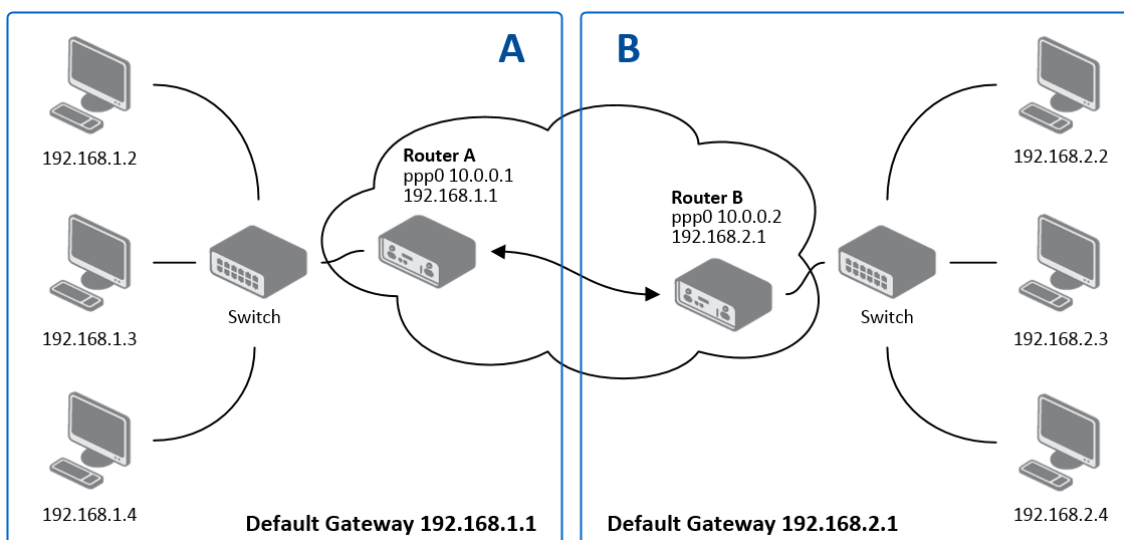 A
B
192.168.1.2
192.168.1.3
192.168.1.4
Switch
Router A
ppp0 10.0.0.1
192.168.1.1
Default Gateway 192.168.1.1
Router B
ppp0 10.0.0.2
192.168.2.1
Switch
192.168.2.2
192.168.2.3
192.168.2.4
Default Gateway 192.168.2.1